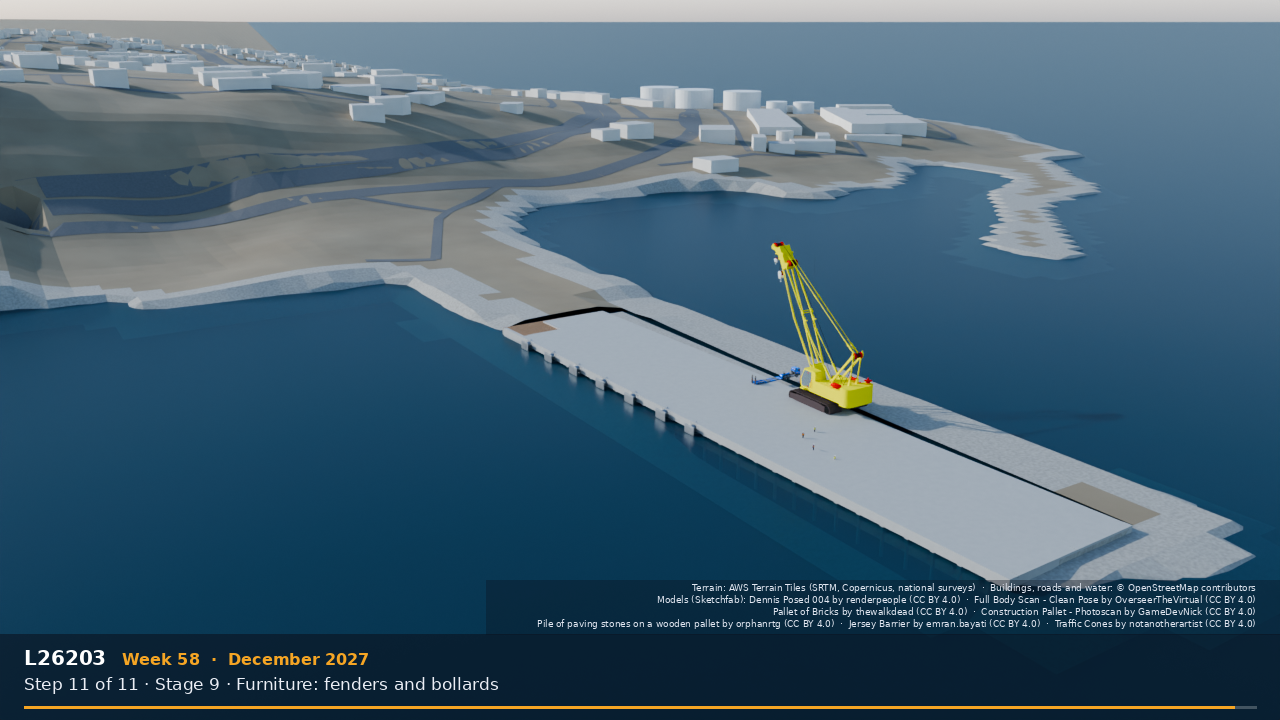 Terrain: AWS Terrain Tiles (SRTM, Copernicus, national surveys)  ·  Buildings, roads and water: © OpenStreetMap contributors
Models (Sketchfab): Dennis Posed 004 by renderpeople (CC BY 4.0)  ·  Full Body Scan - Clean Pose by OverseerTheVirtual (CC BY 4.0)
Pallet of Bricks by thewalkdead (CC BY 4.0)  ·  Construction Pallet - Photoscan by GameDevNick (CC BY 4.0)
Pile of paving stones on a wooden pallet by orphanrtg (CC BY 4.0)  ·  Jersey Barrier by emran.bayati (CC BY 4.0)  ·  Traffic Cones by notanotherartist (CC BY 4.0)
L26203 Week 58 · December 2027
Step 11 of 11 · Stage 9 · Furniture: fenders and bollards